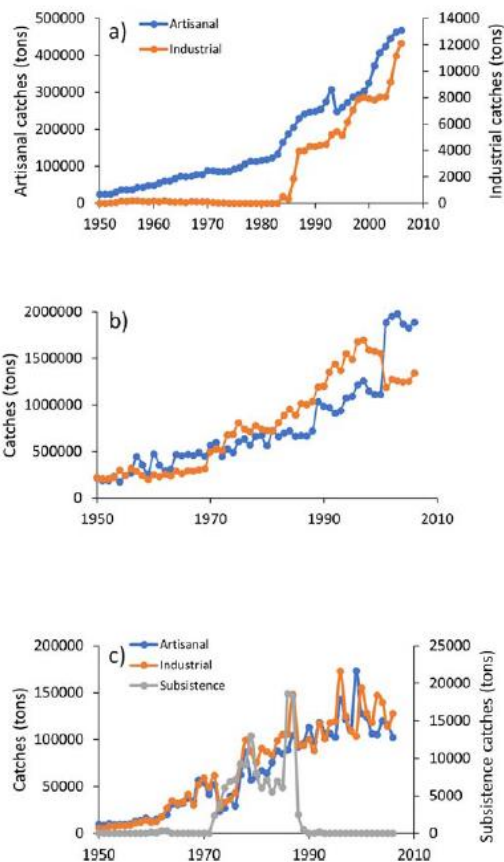 a)
Artisanal
Industrial
Artisanal catches (tons)
500000
400000
300000
200000
100000
0
Industrial catches (tons)
14000
12000
10000
8000
6000
4000
2000
0
1950 1960 1970 1980 1990 2000 2010
b)
Catches (tons)
2000000
1500000
1000000
500000
0
1950 1970 1990 2010
c)
Artisanal
Industrial
Subsistence
Catches (tons)
200000
150000
100000
50000
0
Subsistence catches (tons)
25000
20000
15000
10000
5000
0
1950 1960 1970 1980 1990 2000 2010